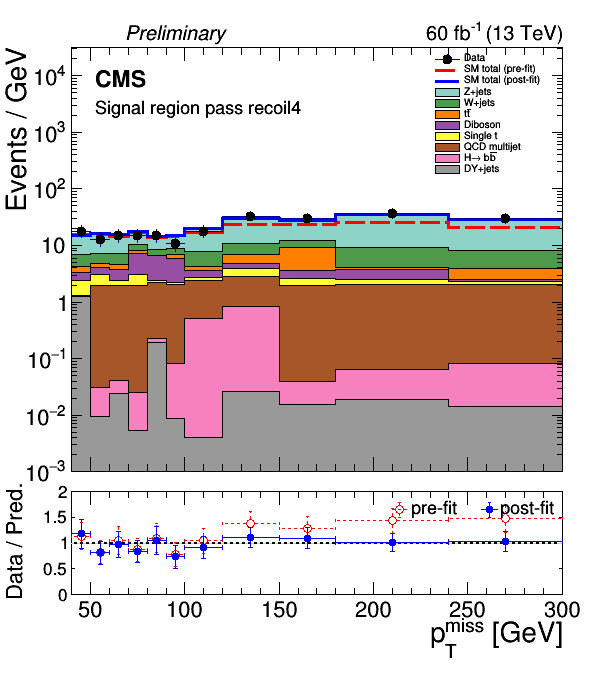 Preliminary
60 fb⁻¹ (13 TeV)
CMS
Signal region pass recoil4
Data
SM total (pre-fit)
SM total (post-fit)
Z+jets
W+jets
tt̅
Diboson
Single t
QCD multijet
H→ bb̅
DY+jets
Events / GeV
10⁴
10³
10²
10
1
10⁻¹
10⁻²
10⁻³
pre-fit
post-fit
Data / Pred.
2
1.5
1
0.5
0
50 100 150 200 250 300
p_T^miss [GeV]